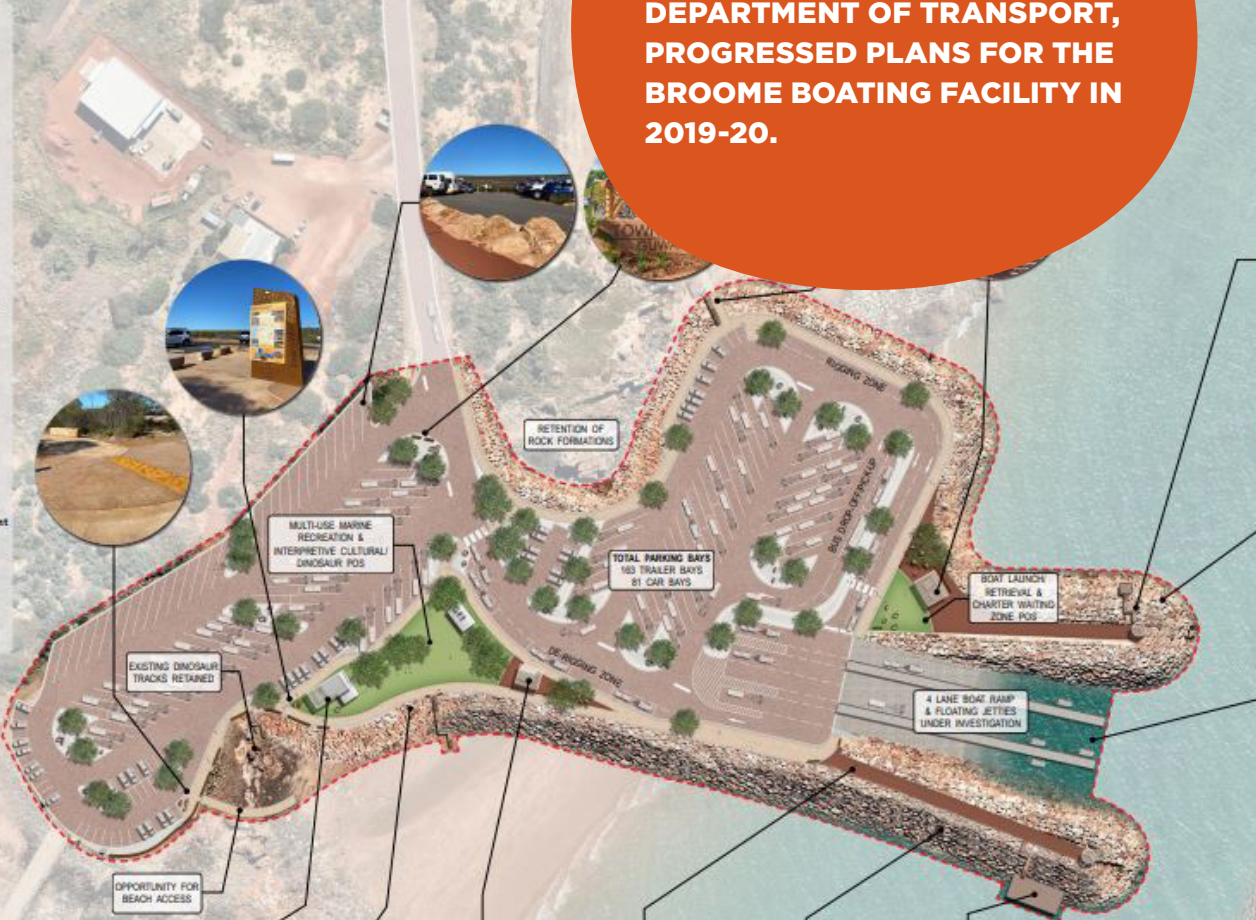 DEPARTMENT OF TRANSPORT,
PROGRESSED PLANS FOR THE
BROOME BOATING FACILITY IN
2019-20.
RIGGING ZONE
RETENTION OF
ROCK FORMATIONS
BUS DROP-OFF/PICK-UP
MULTI-USE MARINE
RECREATION &
INTERPRETIVE CULTURAL/
DINOSAUR POS
TOTAL PARKING BAYS
163 TRAILER BAYS
81 CAR BAYS
BOAT LAUNCH/
RETRIEVAL &
CHARTER WAITING
ZONE POS
EXISTING DINOSAUR
TRACKS RETAINED
DE-RIGGING ZONE
4 LANE BOAT RAMP
& FLOATING JETTIES
UNDER INVESTIGATION
OPPORTUNITY FOR
BEACH ACCESS